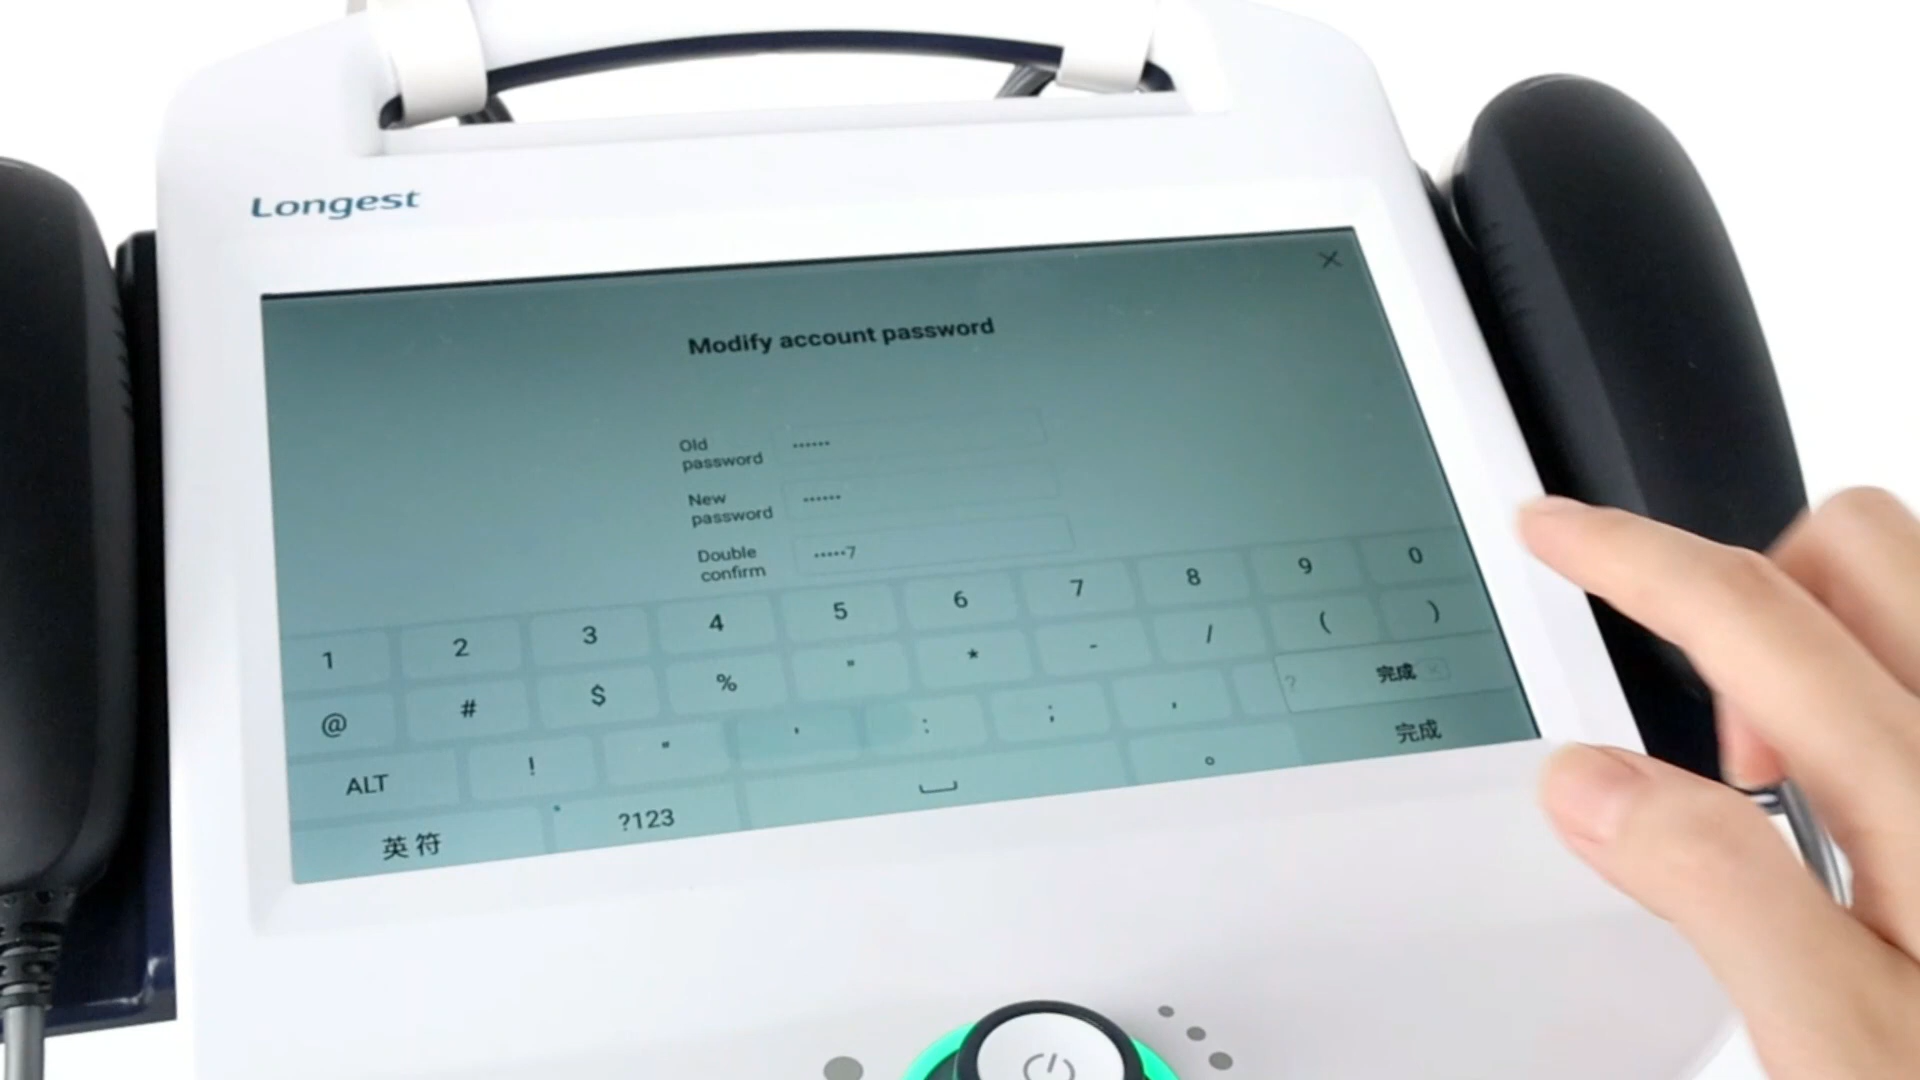 Longest
Modify account password
Old password ••••••
New password ••••••
Double confirm •••••7
1 2 3 4 5 6 7 8 9 0
@ # $ % " * - / ( )
ALT ! " ' : ; , ? 完成
英符 ?123 。 完成